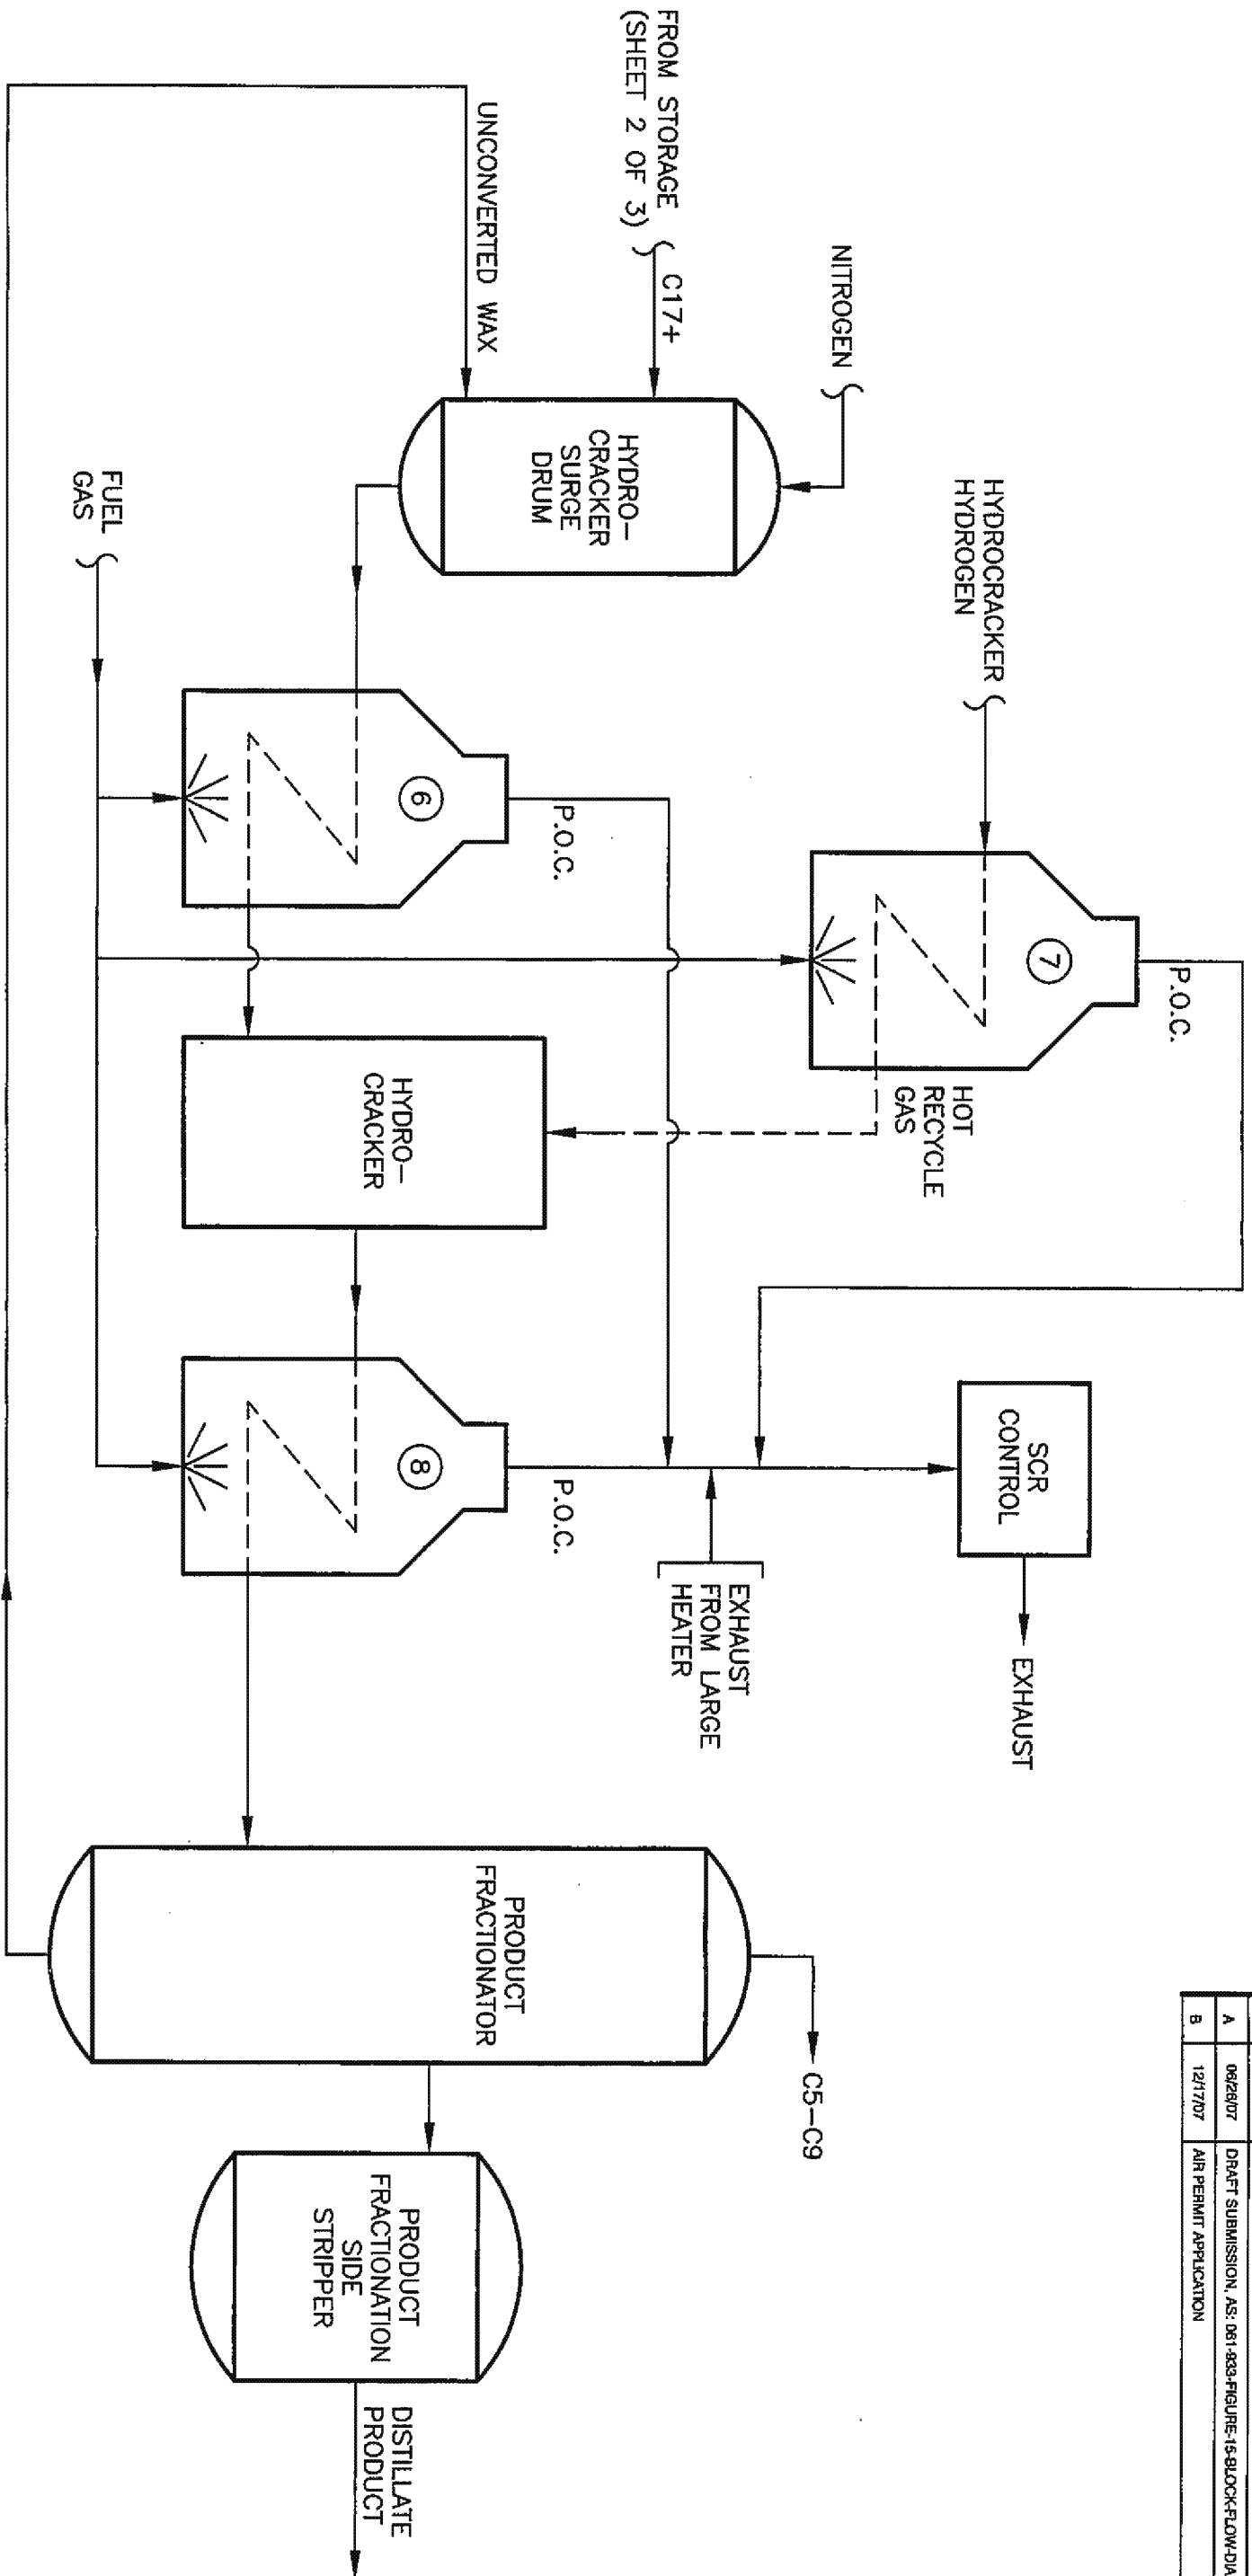 A 06/26/07 DRAFT SUBMISSION, AS: D61-933-FIGURE-15-BLOCK-FLOW-DIA
B 12/17/07 AIR PERMIT APPLICATION
HYDROCRACKER
HYDROGEN
7
P.O.C.
HOT
RECYCLE
GAS
SCR
CONTROL
EXHAUST
NITROGEN
FROM STORAGE
(SHEET 2 OF 3)
C17+
UNCONVERTED WAX
HYDRO-
CRACKER
SURGE
DRUM
6
P.O.C.
HYDRO-
CRACKER
8
P.O.C.
EXHAUST
FROM LARGE
HEATER
FUEL
GAS
PRODUCT
FRACTIONATOR
C5-C9
PRODUCT
FRACTIONATION
SIDE
STRIPPER
DISTILLATE
PRODUCT